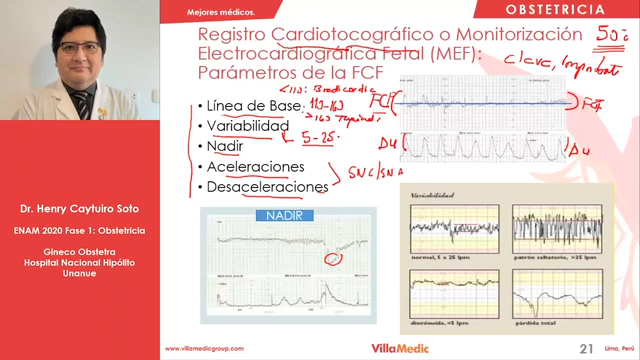 Mejores médicos.
OBSTETRICIA
Registro Cardiotocográfico o Monitorización
Electrocardiográfica Fetal (MEF):
Parámetros de la FCF
<110: Bradicardia
• Línea de Base:
110-160
FCF
FCF
• Variabilidad
5-25
DU
DU
• Nadir
• Aceleraciones
SNC/SNA
• Desaceleraciones
NADIR
Variabilidad
normal, 5 a 25 lpm
patrón saltatorio, >25 lpm
disminuida, <5 lpm
pérdida total
Dr. Henry Caytuiro Soto
ENAM 2020 Fase 1: Obstetricia
Gineco Obstetra
Hospital Nacional Hipólito
Unanue
www.villamedicgroup.com
VillaMedic
21
Lima, Perú